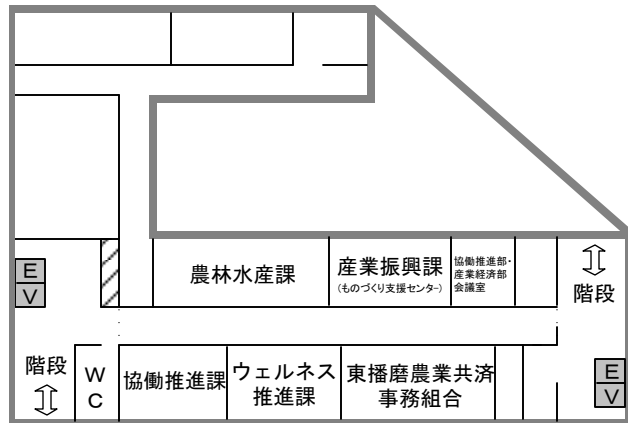 農林水産課
産業振興課
(ものづくり支援センター)
協働推進部・
産業経済部
会議室
E
V
階段
階段
W
C
協働推進課
ウェルネス
推進課
東播磨農業共済
事務組合
E
V